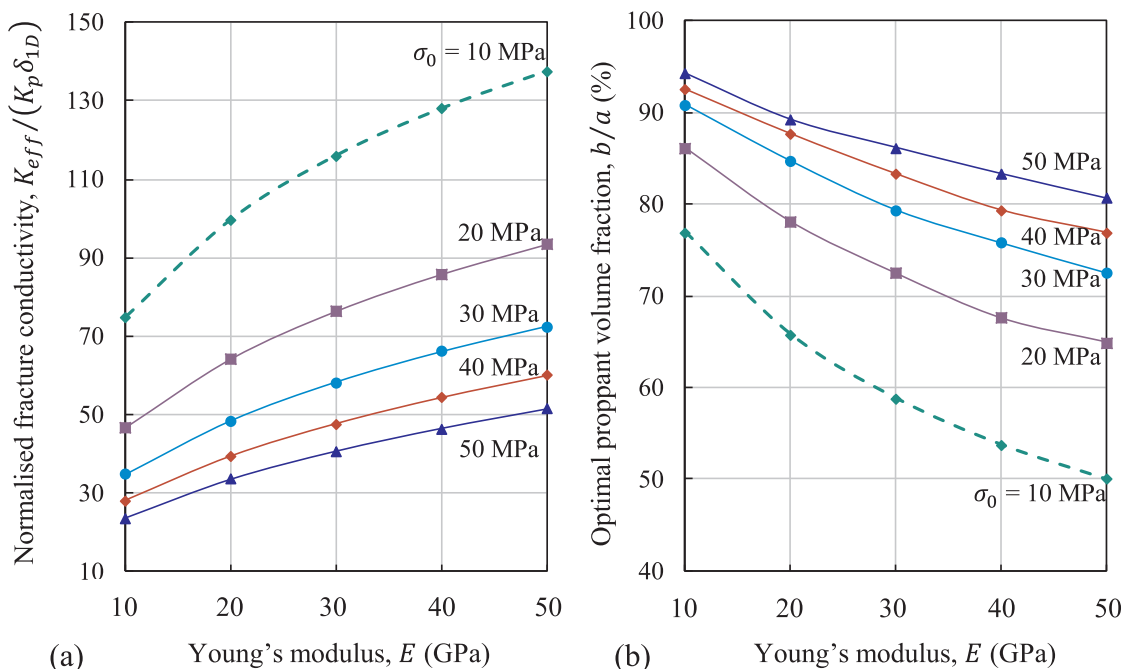 Normalised fracture conductivity, K_eff/(K_pδ_1D)
150
130
110
90
70
50
30
10
σ₀ = 10 MPa
20 MPa
30 MPa
40 MPa
50 MPa
10 20 30 40 50
Young's modulus, E (GPa)
(a)
Optimal proppant volume fraction, b/a (%)
100
90
80
70
60
50
40
50 MPa
40 MPa
30 MPa
20 MPa
σ₀ = 10 MPa
10 20 30 40 50
Young's modulus, E (GPa)
(b)